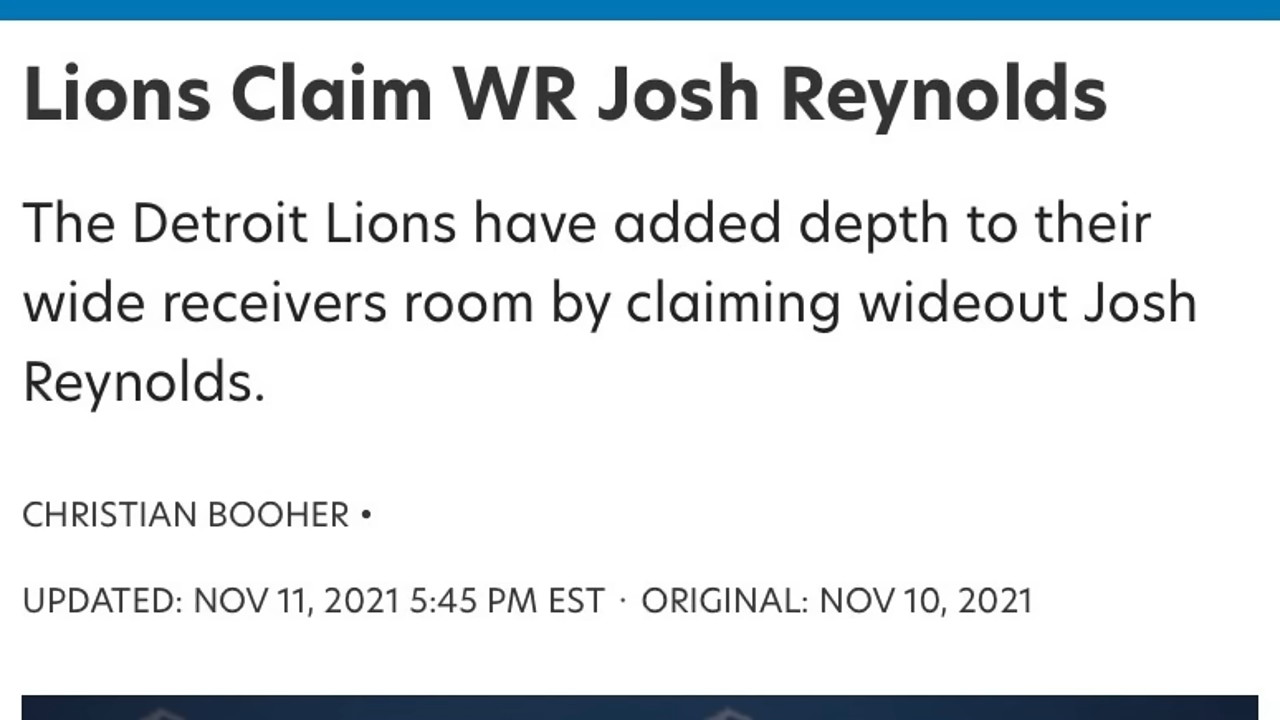 Lions Claim WR Josh Reynolds
The Detroit Lions have added depth to their
wide receivers room by claiming wideout Josh
Reynolds.
CHRISTIAN BOOHER •
UPDATED: NOV 11, 2021 5:45 PM EST · ORIGINAL: NOV 10, 2021